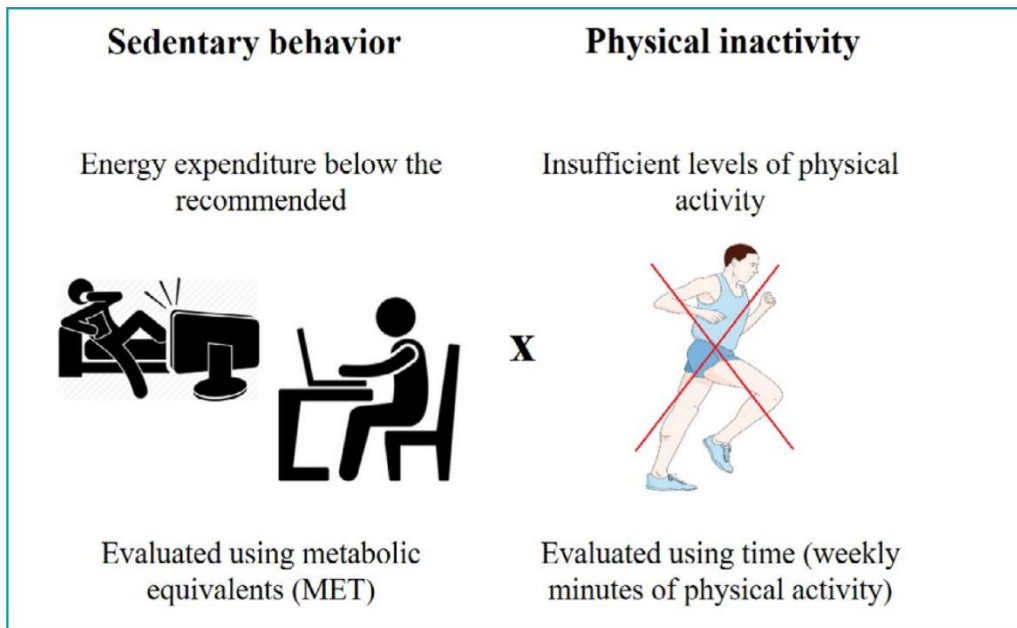 Sedentary behavior
Physical inactivity
Energy expenditure below the
recommended
Insufficient levels of physical
activity
x
Evaluated using metabolic
equivalents (MET)
Evaluated using time (weekly
minutes of physical activity)